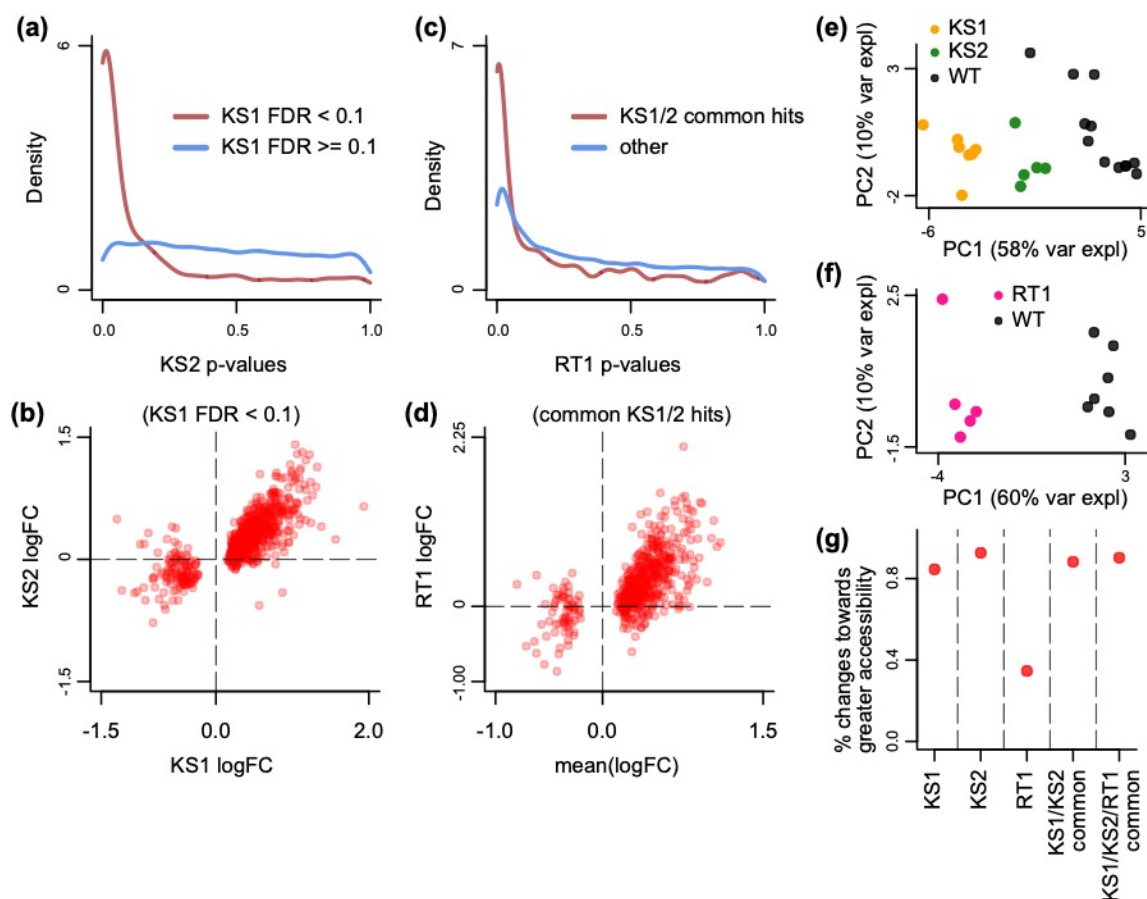 (a)
6
Density
0
KS1 FDR < 0.1
KS1 FDR >= 0.1
0.0
0.5
1.0
KS2 p-values
(c)
7
Density
0
KS1/2 common hits
other
0.0
0.5
1.0
RT1 p-values
(e)
KS1
KS2
WT
3
-2
PC2 (10% var expl)
-6
5
PC1 (58% var expl)
(f)
2.5
-1.5
RT1
WT
PC2 (10% var expl)
-4
3
PC1 (60% var expl)
(b)
(KS1 FDR < 0.1)
1.5
0
-1.5
KS2 logFC
-1.5
0.0
2.0
KS1 logFC
(d)
(common KS1/2 hits)
2.25
0
-1.00
RT1 logFC
-1.0
0.0
1.5
mean(logFC)
(g)
% changes towards
greater accessibility
0.8
0.4
0.0
KS1
KS2
RT1
KS1/KS2
common
KS1/KS2/RT1
common